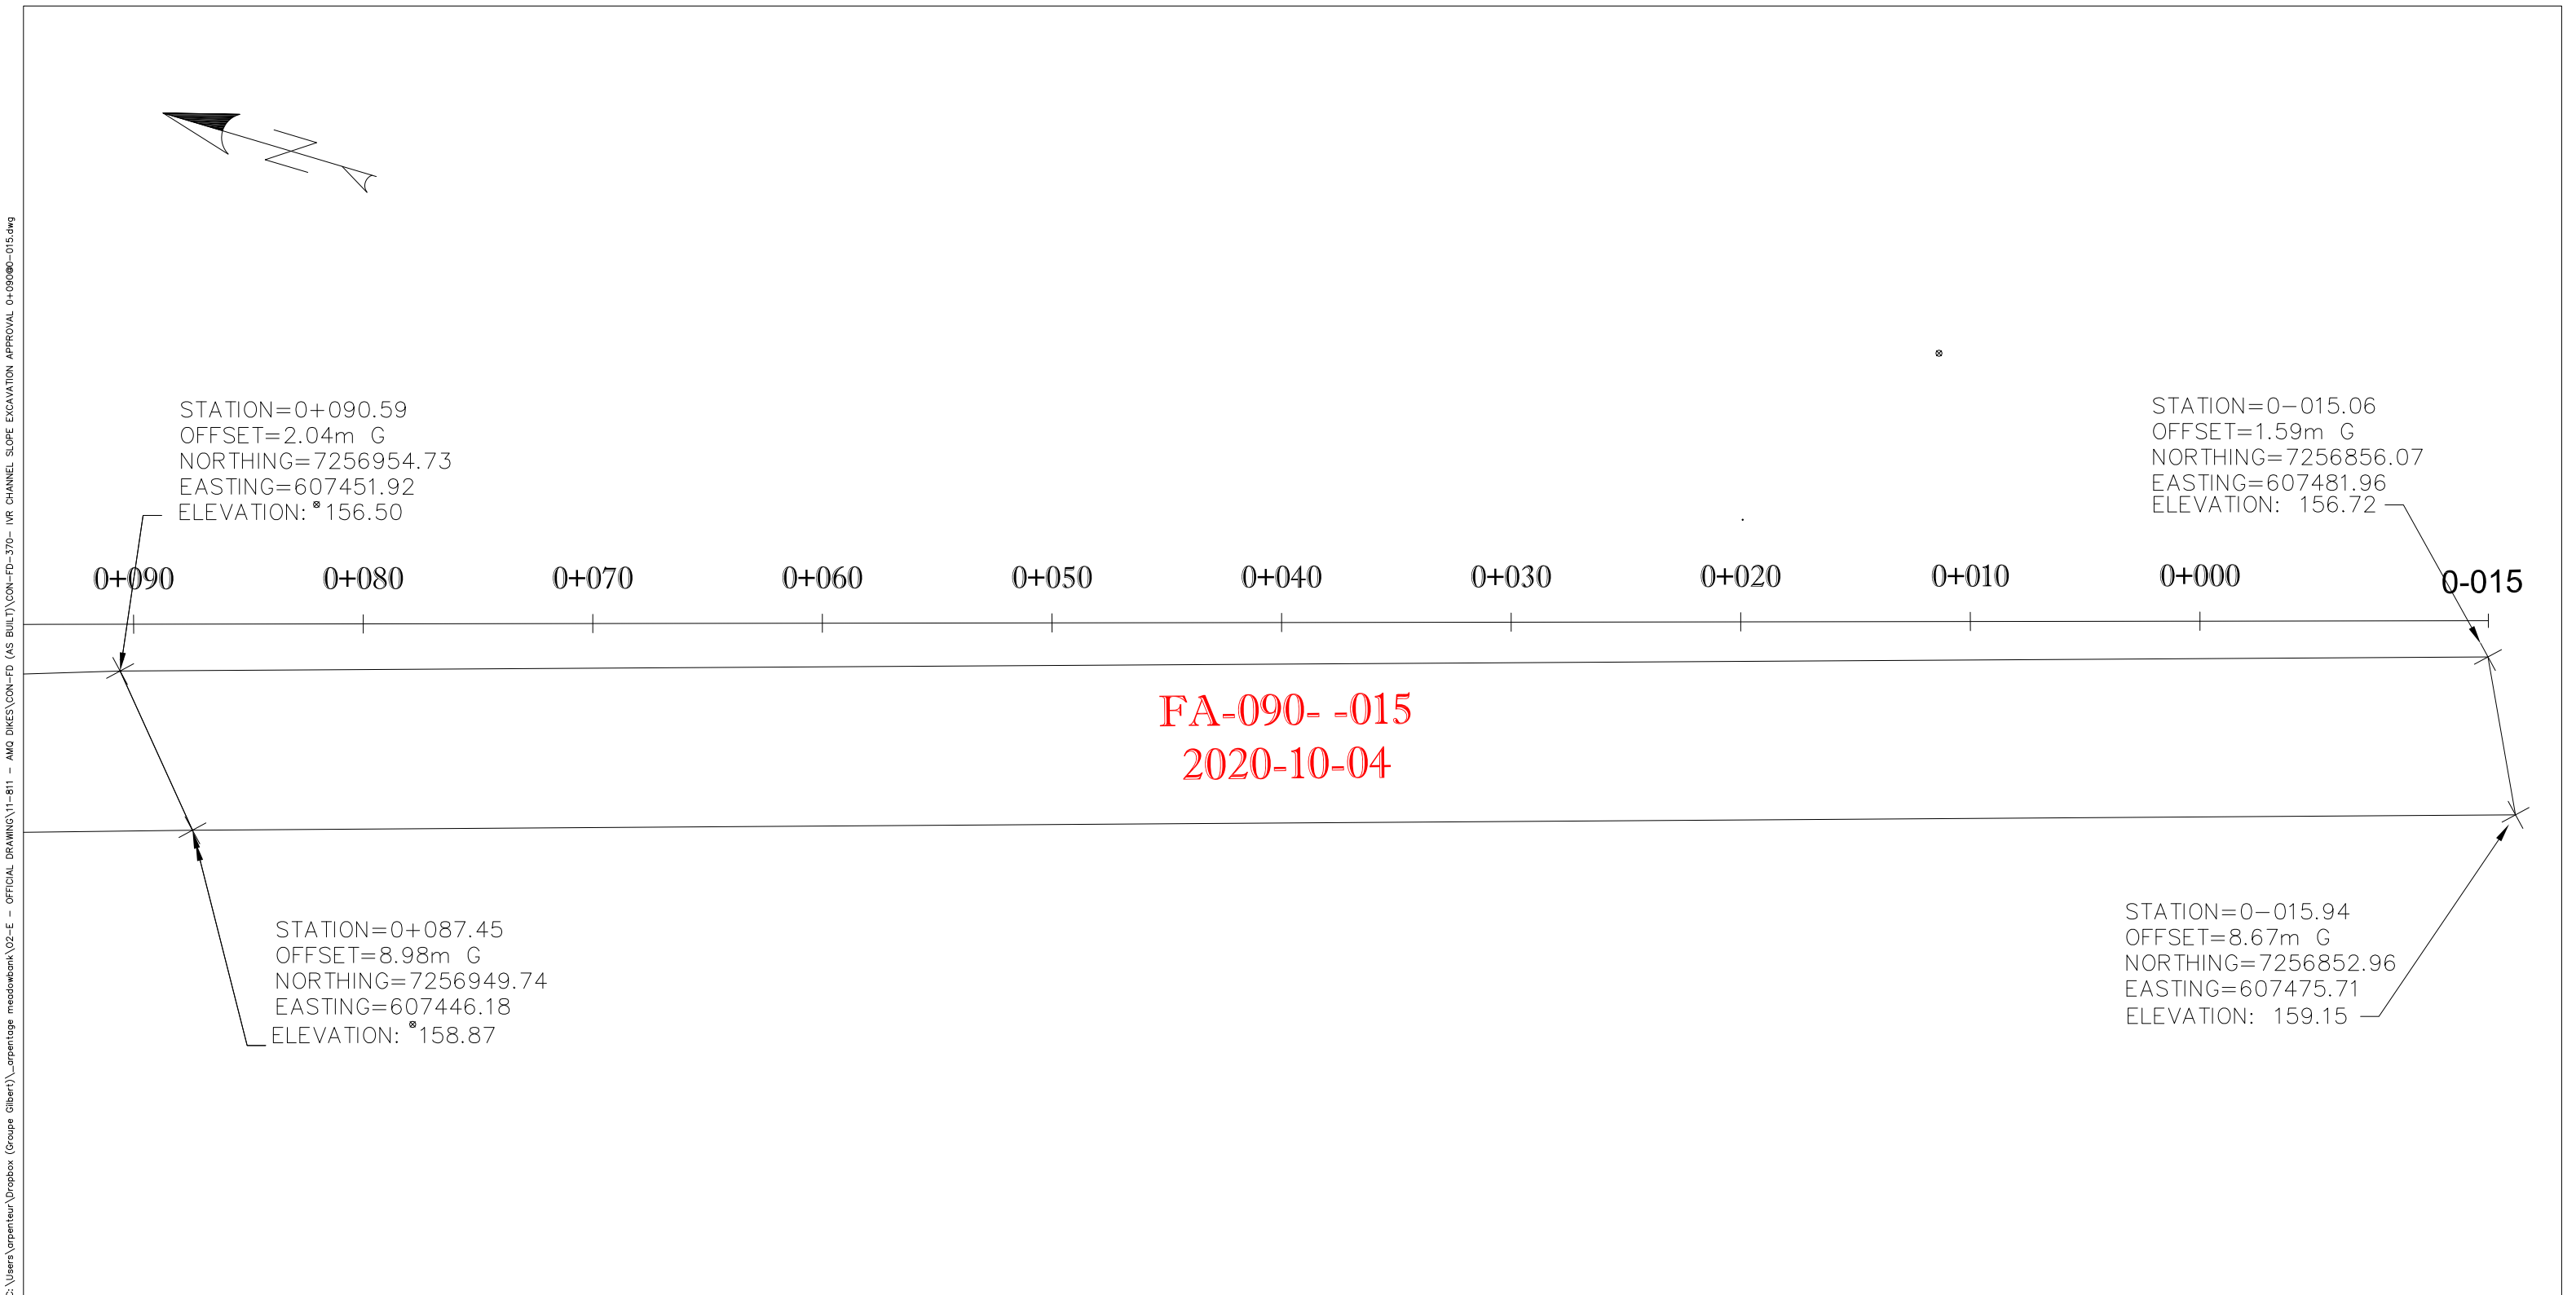 C:\Users\arpenteur\Dropbox (Groupe Gilbert)\_arpentage meadowbank\02-E - OFFICIAL DRAWING\11-811 - AMQ DIKES\CON-FD (AS BUILT)\CON-FD-370- IVR CHANNEL SLOPE EXCAVATION APPROVAL 0+090@0-015.dwg
N
STATION=0+090.59
OFFSET=2.04m G
NORTHING=7256954.73
EASTING=607451.92
ELEVATION: 156.50
STATION=0-015.06
OFFSET=1.59m G
NORTHING=7256856.07
EASTING=607481.96
ELEVATION: 156.72
0+090 0+080 0+070 0+060 0+050 0+040 0+030 0+020 0+010 0+000 0-015
FA-090- -015
2020-10-04
STATION=0+087.45
OFFSET=8.98m G
NORTHING=7256949.74
EASTING=607446.18
ELEVATION: 158.87
STATION=0-015.94
OFFSET=8.67m G
NORTHING=7256852.96
EASTING=607475.71
ELEVATION: 159.15